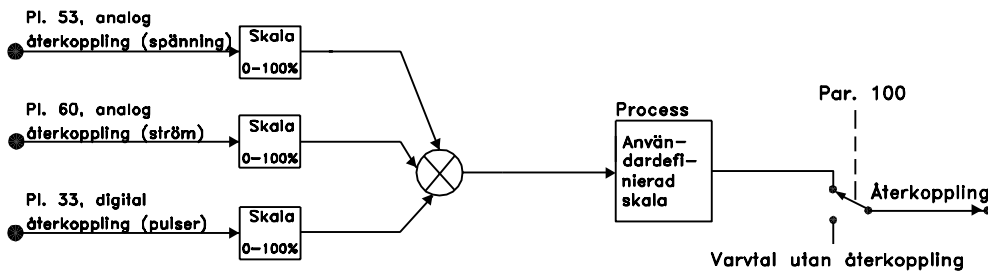 Pl. 53, analog
återkoppling (spänning)
Skala
0-100%
Pl. 60, analog
återkoppling (ström)
Skala
0-100%
Pl. 33, digital
återkoppling (pulser)
Skala
0-100%
Process
Använ-
dardefi-
nierad
skala
Par. 100
Återkoppling
Varvtal utan återkoppling